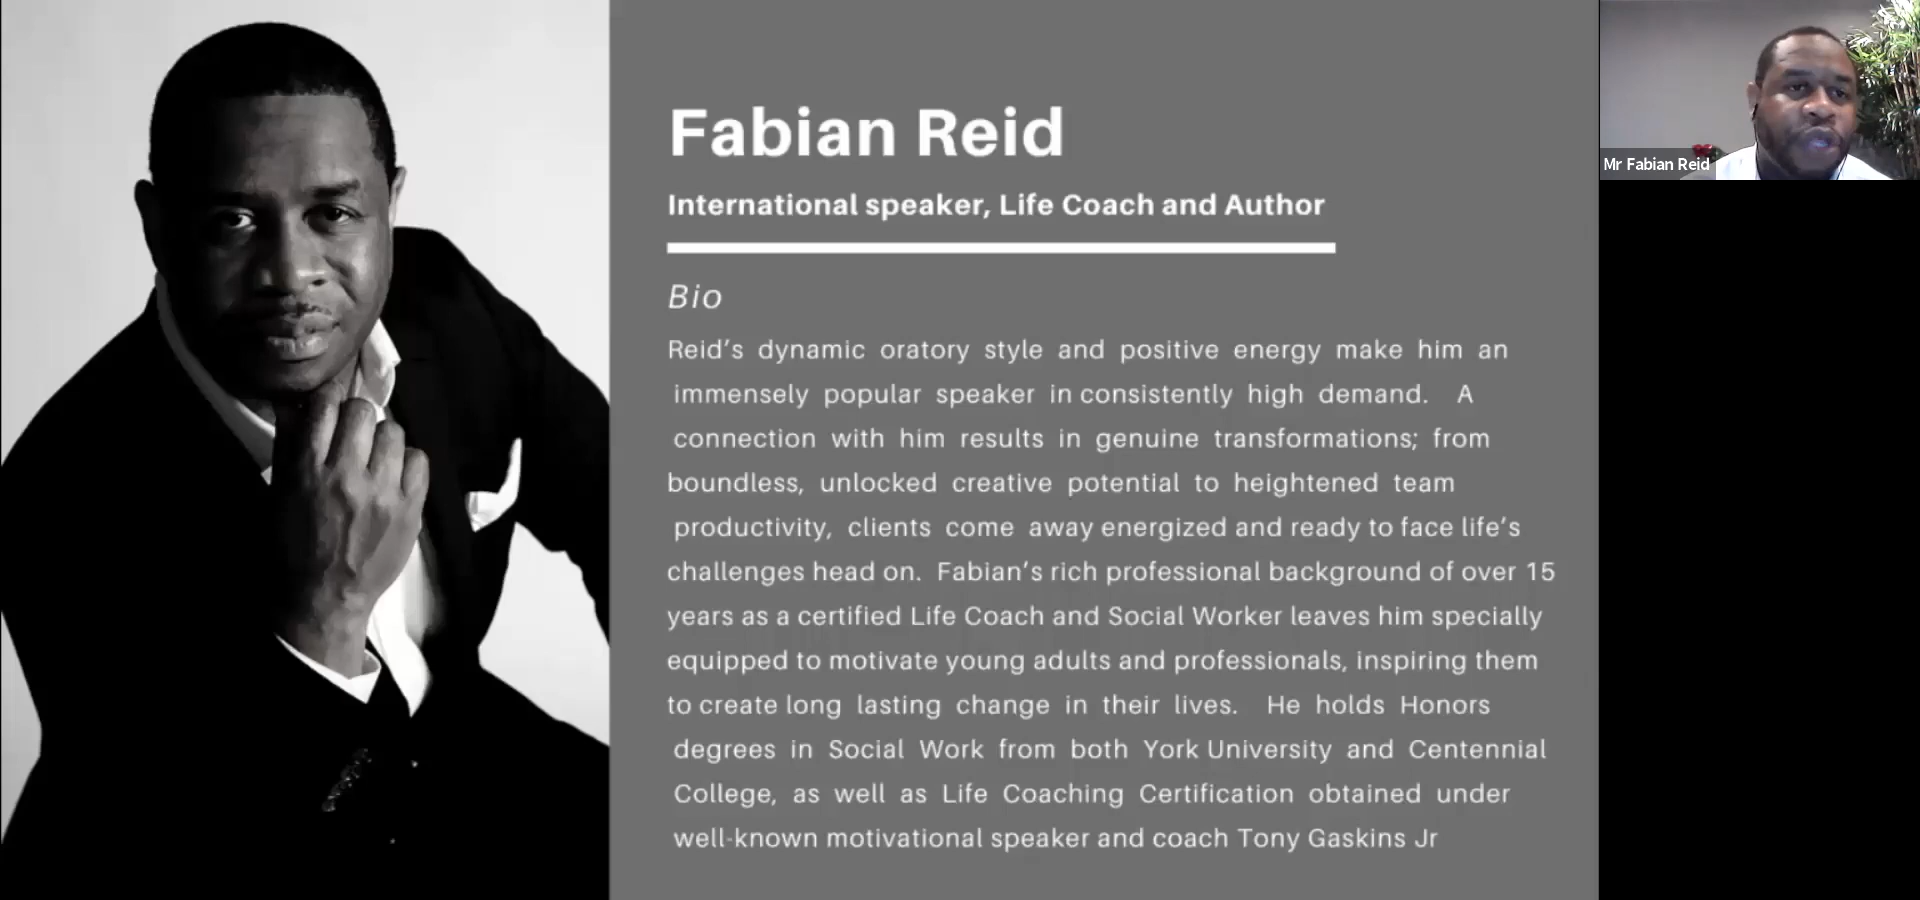 Fabian Reid
International speaker, Life Coach and Author
Bio
Reid’s dynamic oratory style and positive energy make him an
immensely popular speaker in consistently high demand. A
connection with him results in genuine transformations; from
boundless, unlocked creative potential to heightened team
productivity, clients come away energized and ready to face life’s
challenges head on. Fabian’s rich professional background of over 15
years as a certified Life Coach and Social Worker leaves him specially
equipped to motivate young adults and professionals, inspiring them
to create long lasting change in their lives. He holds Honors
degrees in Social Work from both York University and Centennial
College, as well as Life Coaching Certification obtained under
well-known motivational speaker and coach Tony Gaskins Jr
Mr Fabian Reid